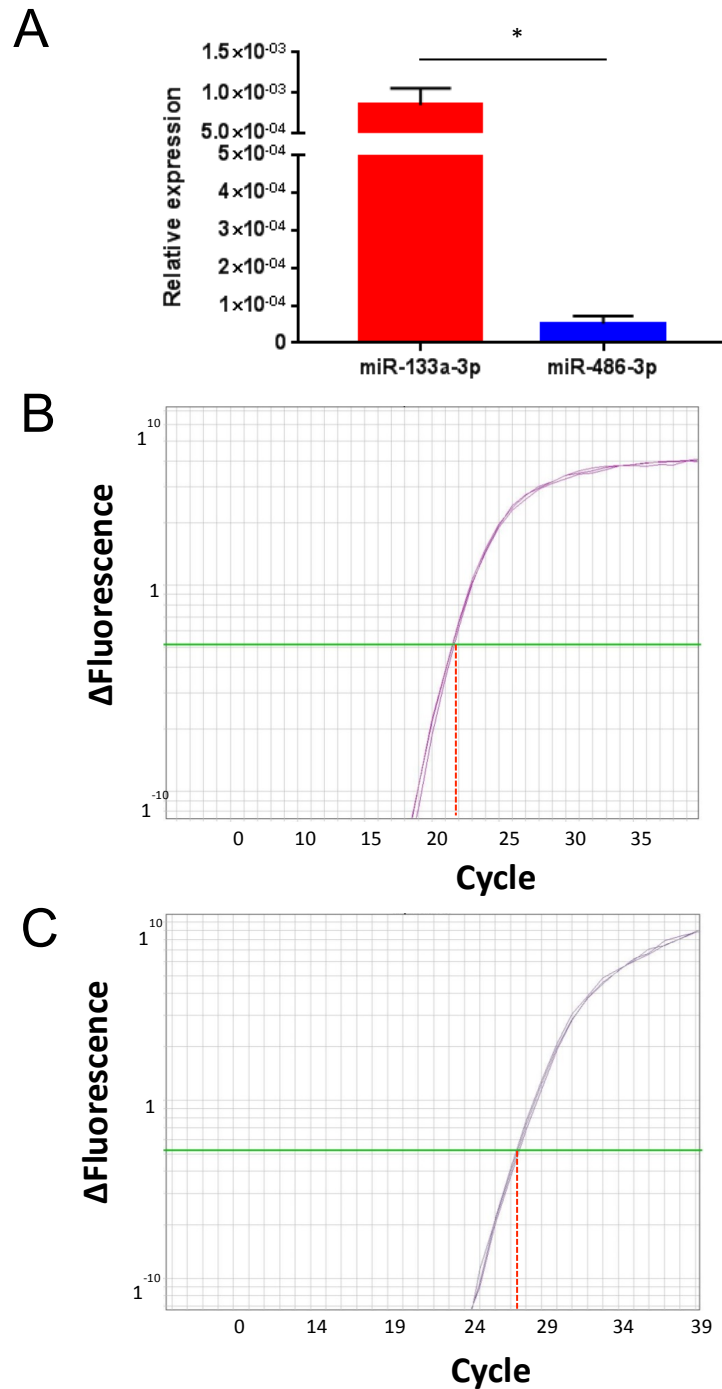 A
*
1.5×10⁻⁰³
1.0×10⁻⁰³
5.0×10⁻⁰⁴
5×10⁻⁰⁴
4×10⁻⁰⁴
3×10⁻⁰⁴
2×10⁻⁰⁴
1×10⁻⁰⁴
0
Relative expression
miR-133a-3p miR-486-3p
B
1¹⁰
1
1⁻¹⁰
ΔFluorescence
0 10 15 20 25 30 35
Cycle
C
1¹⁰
1
1⁻¹⁰
ΔFluorescence
0 14 19 24 29 34 39
Cycle